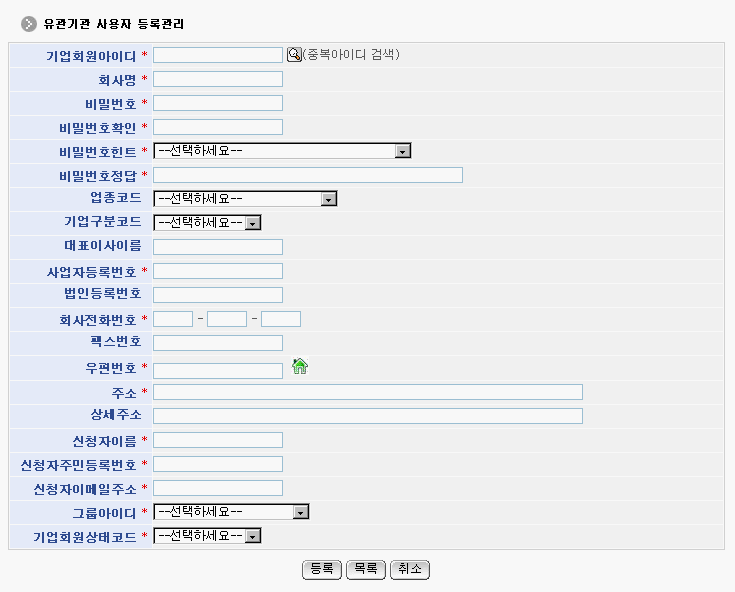 유관기관 사용자 등록관리
기업회원아이디 * (중복아이디 검색)
회사명 *
비밀번호 *
비밀번호확인 *
비밀번호힌트 * --선택하세요--
비밀번호정답 *
업종코드 --선택하세요--
기업구분코드 --선택하세요--
대표이사이름
사업자등록번호 *
법인등록번호
회사전화번호 * - -
팩스번호
우편번호 *
주소 *
상세주소
신청자이름 *
신청자주민등록번호 *
신청자이메일주소 *
그룹아이디 * --선택하세요--
기업회원상태코드 * --선택하세요--
등록 목록 취소